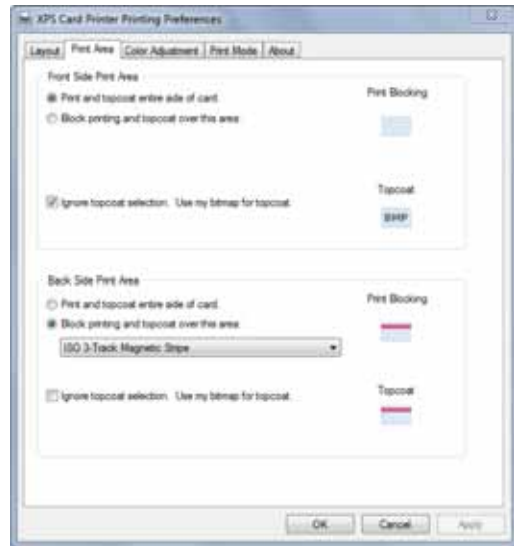 XPS Card Printer Printing Preferences
Layout Print Area Color Adjustment Print Mode About
Front Side Print Area
Print and topcoat entire side of card.
Print Blocking
Block printing and topcoat over this area
Ignore topcoat selection. Use my bitmap for topcoat.
Topcoat
BMP
Back Side Print Area
Print and topcoat entire side of card.
Print Blocking
Block printing and topcoat over this area
ISO 3-Track Magnetic Stripe
Ignore topcoat selection. Use my bitmap for topcoat.
Topcoat
OK Cancel Apply